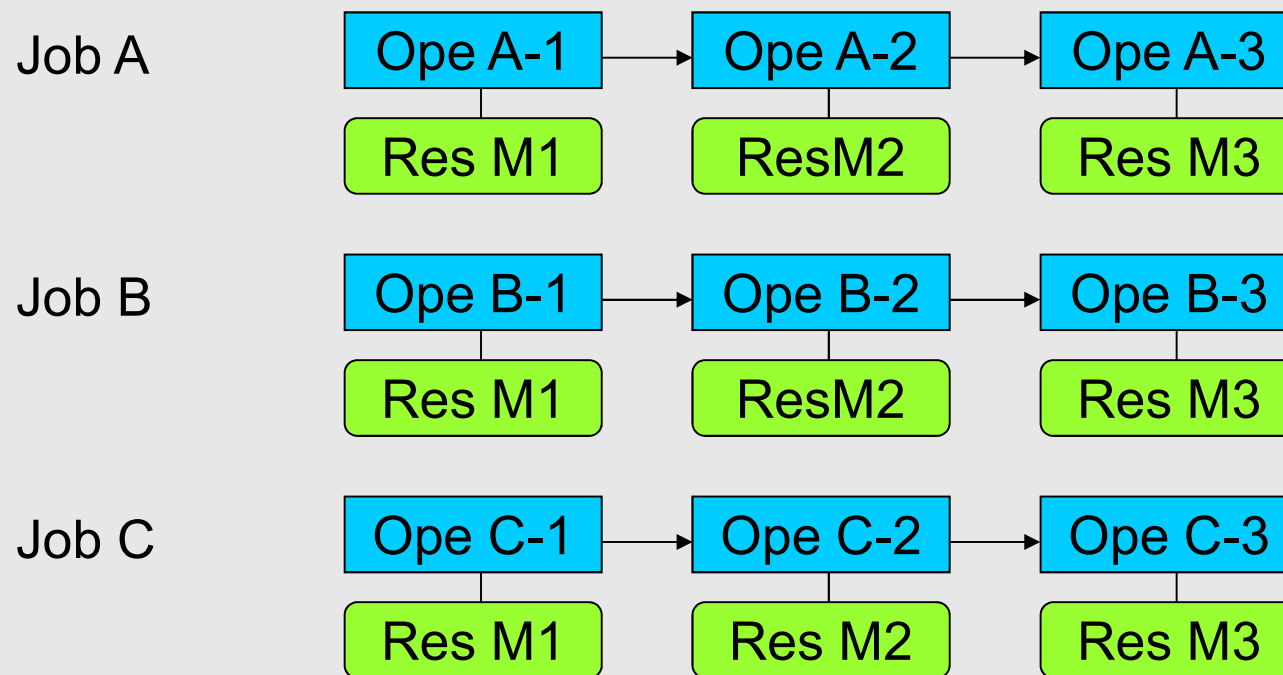 Job A
Ope A-1
Ope A-2
Ope A-3
Res M1
ResM2
Res M3
Job B
Ope B-1
Ope B-2
Ope B-3
Res M1
ResM2
Res M3
Job C
Ope C-1
Ope C-2
Ope C-3
Res M1
Res M2
Res M3